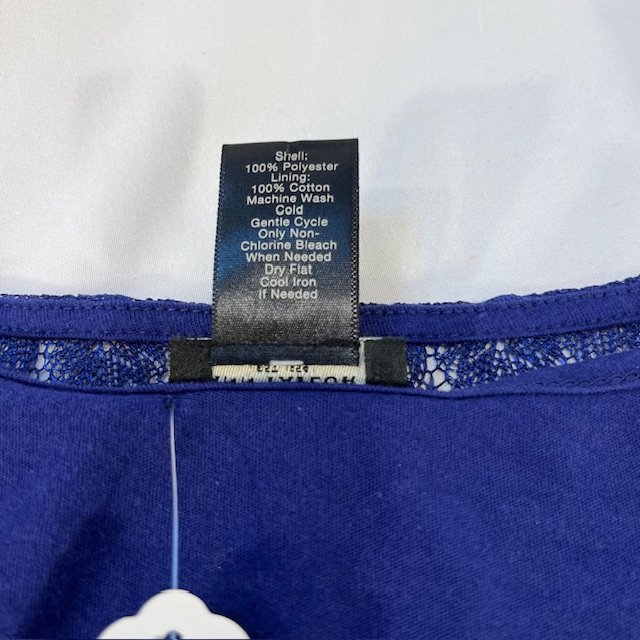 Shell:
100% Polyester
Lining:
100% Cotton
Machine Wash
Cold
Gentle Cycle
Only Non-
Chlorine Bleach
When Needed
Dry Flat
Cool Iron
If Needed